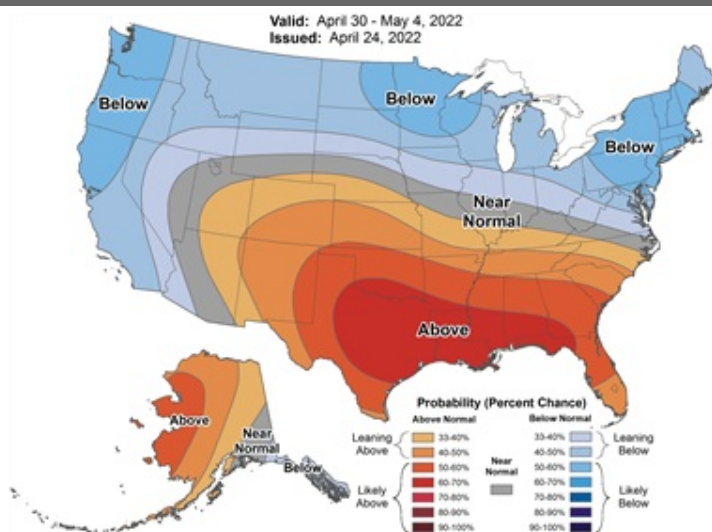 Valid: April 30 - May 4, 2022
Issued: April 24, 2022
Below
Below
Below
Near
Normal
Above
Above
Near
Normal
Below
Probability (Percent Chance)
Above Normal
Below Normal
Leaning
Above
33-40%
40-50%
Near
Normal
33-40%
40-50%
Leaning
Below
Likely
Above
50-60%
60-70%
70-80%
80-90%
90-100%
50-60%
60-70%
70-80%
80-90%
90-100%
Likely
Below